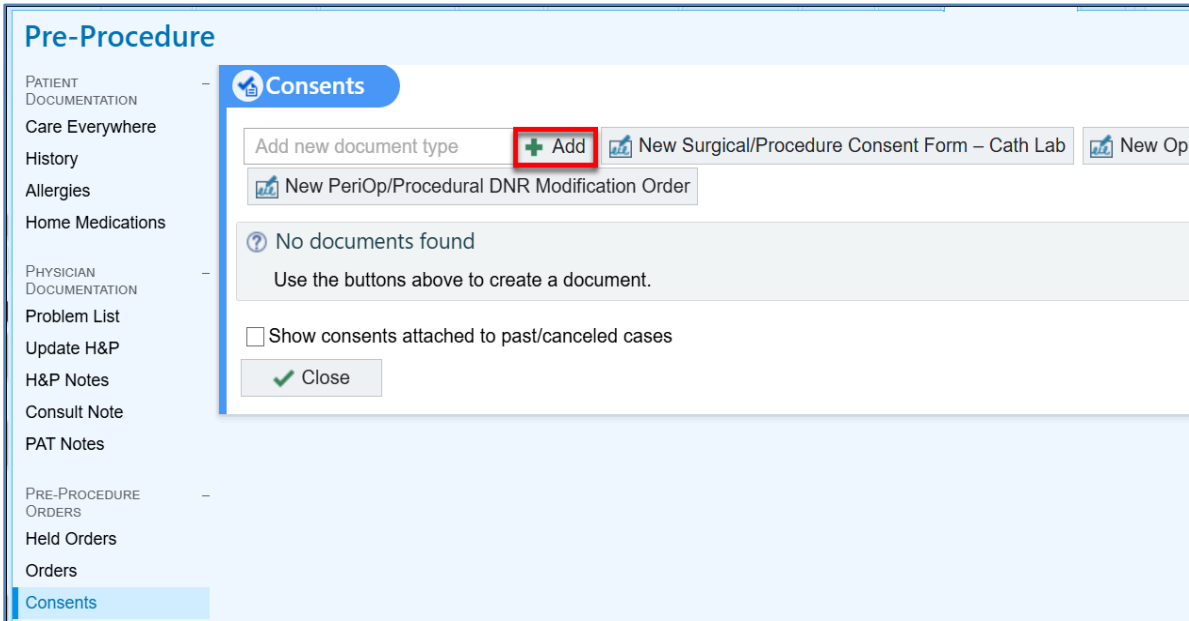 Pre-Procedure
PATIENT
DOCUMENTATION
Care Everywhere
History
Allergies
Home Medications
PHYSICIAN
DOCUMENTATION
Problem List
Update H&P
H&P Notes
Consult Note
PAT Notes
PRE-PROCEDURE
ORDERS
Held Orders
Orders
Consents
Consents
Add new document type Add New Surgical/Procedure Consent Form – Cath Lab New Op
New PeriOp/Procedural DNR Modification Order
No documents found
Use the buttons above to create a document.
Show consents attached to past/canceled cases
Close